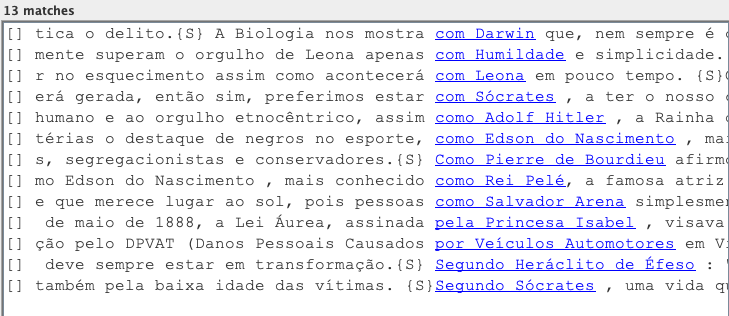 13 matches
[] tica o delito.{S} A Biologia nos mostra com Darwin que, nem sempre é
[] mente superam o orgulho de Leona apenas com Humildade e simplicidade.
[] r no esquecimento assim como acontecerá com Leona em pouco tempo. {S}
[] erá gerada, então sim, preferimos estar com Sócrates , a ter o nosso
[] humano e ao orgulho etnocêntrico, assim como Adolf Hitler , a Rainha
[] térias o destaque de negros no esporte, como Edson do Nascimento , mai
[] s, segregacionistas e conservadores.{S} Como Pierre de Bourdieu afirm
[] mo Edson do Nascimento , mais conhecido como Rei Pelé, a famosa atriz
[] e que merece lugar ao sol, pois pessoas como Salvador Arena simplesme
[] de maio de 1888, a Lei Áurea, assinada pela Princesa Isabel , visava
[] ção pelo DPVAT (Danos Pessoais Causados por Veículos Automotores em V
[] deve sempre estar em transformação.{S} Segundo Heráclito de Éfeso :
[] também pela baixa idade das vítimas. {S}Segundo Sócrates , uma vida q